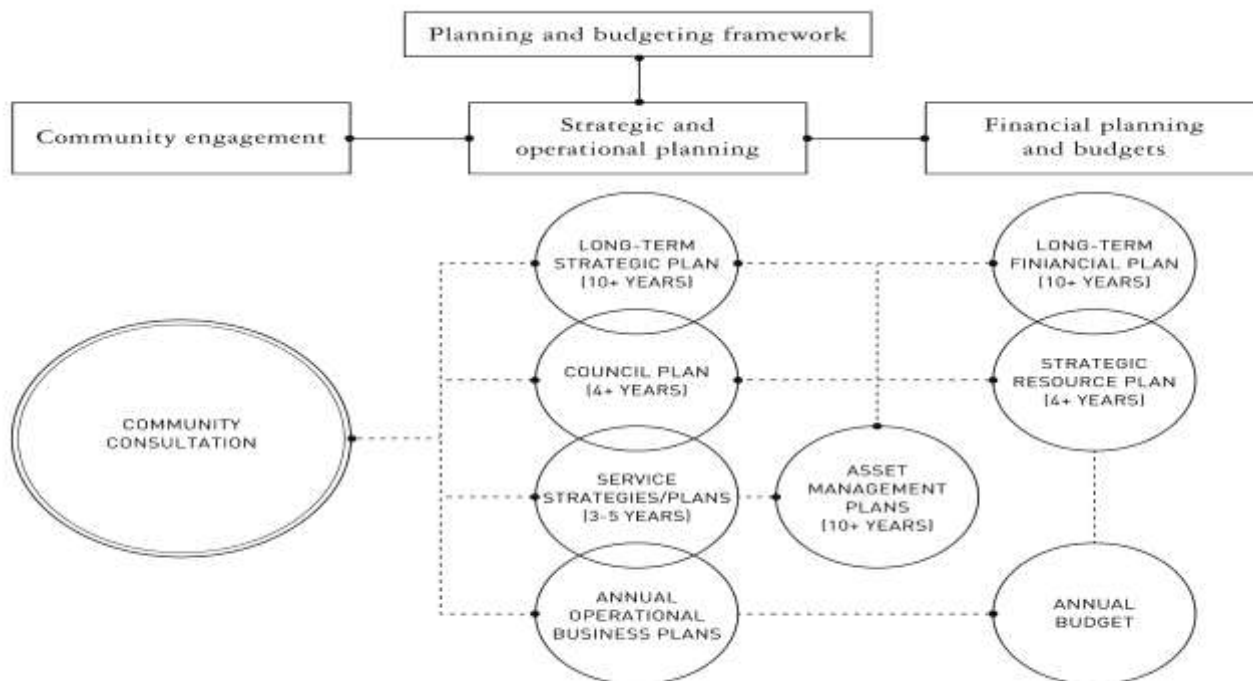 Planning and budgeting framework
Community engagement
Strategic and
operational planning
Financial planning
and budgets
LONG-TERM
STRATEGIC PLAN
(10+ YEARS)
LONG-TERM
FINIANCIAL PLAN
(10+ YEARS)
COUNCIL PLAN
(4+ YEARS)
STRATEGIC
RESOURCE PLAN
(4+ YEARS)
COMMUNITY
CONSULTATION
SERVICE
STRATEGIES/PLANS
(3-5 YEARS)
ASSET
MANAGEMENT
PLANS
(10+ YEARS)
ANNUAL
OPERATIONAL
BUSINESS PLANS
ANNUAL
BUDGET